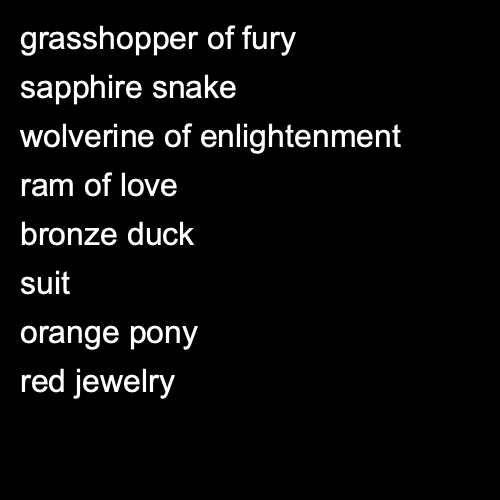 grasshopper of fury
sapphire snake
wolverine of enlightenment
ram of love
bronze duck
suit
orange pony
red jewelry